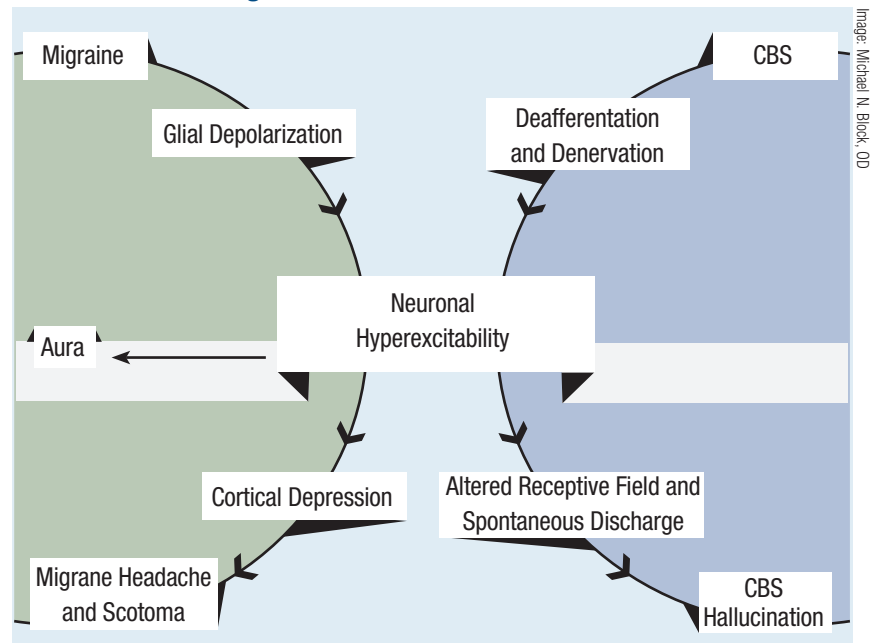 Migraine
CBS
Image: Michael N. Block, OD
Glial Depolarization
Deafferentation
and Denervation
Neuronal
Hyperexcitability
Aura
Cortical Depression
Altered Receptive Field and
Spontaneous Discharge
Migrane Headache
and Scotoma
CBS
Hallucination